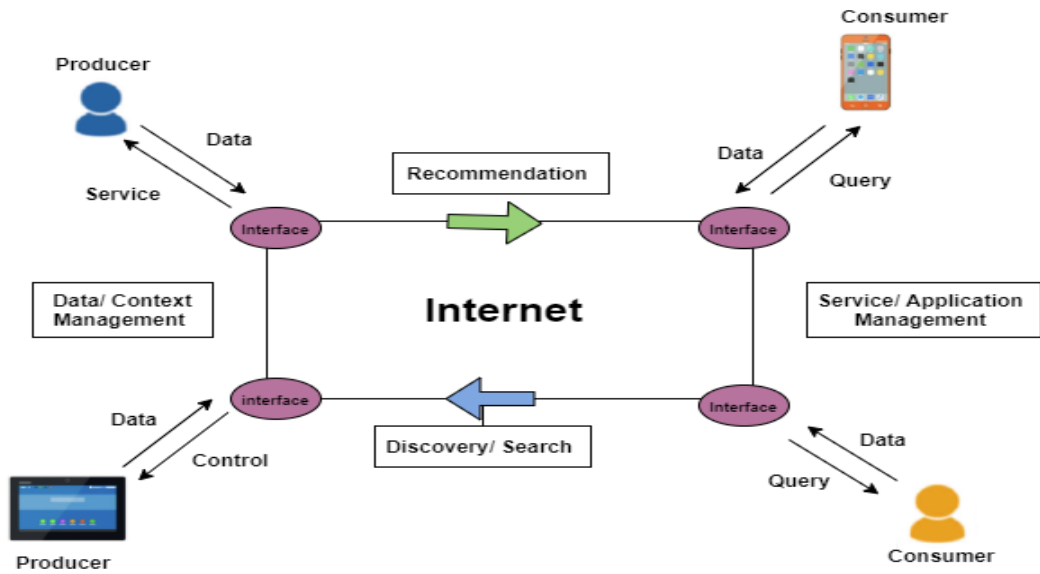 Consumer
Producer
Data
Service
Recommendation
Data
Query
Interface
Interface
Data/ Context
Management
Internet
Service/ Application
Management
interface
Interface
Data
Control
Discovery/ Search
Data
Query
Producer
Consumer